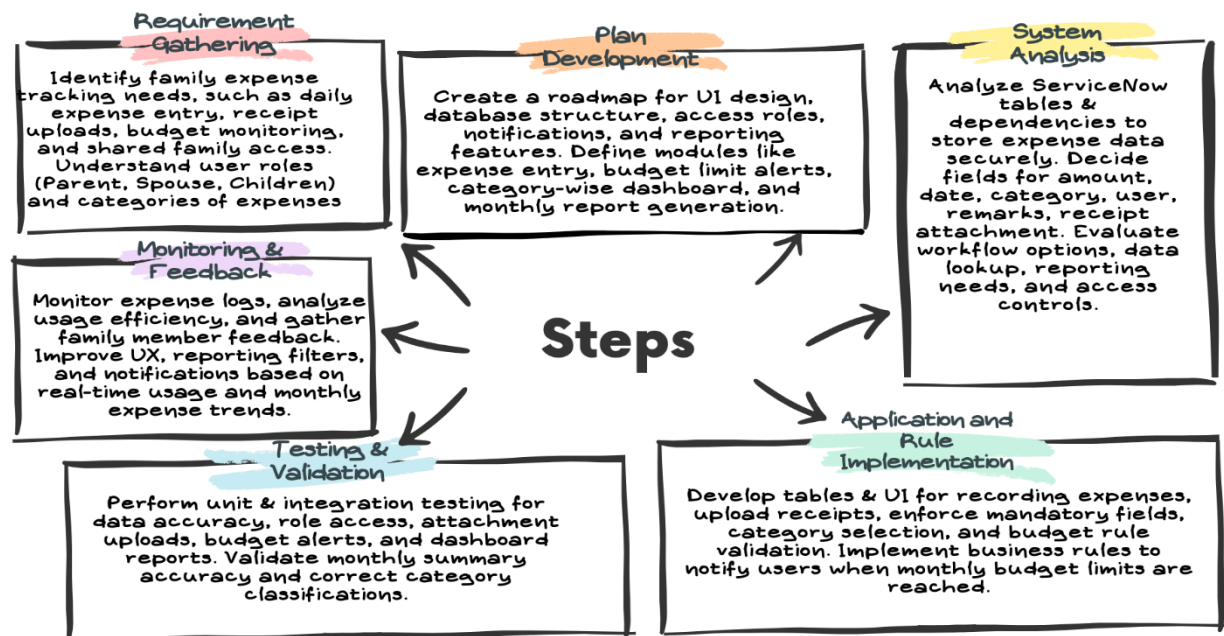 Requirement
Gathering
Identify family expense
tracking needs, such as daily
expense entry, receipt
uploads, budget monitoring,
and shared family access.
Understand user roles
(Parent, Spouse, Children)
and categories of expenses
Plan
Development
Create a roadmap for UI design,
database structure, access roles,
notifications, and reporting
features. Define modules like
expense entry, budget limit alerts,
category-wise dashboard, and
monthly report generation.
System
Analysis
Analyze ServiceNow
tables &
dependencies to
store expense data
securely. Decide
fields for amount,
date, category, user,
remarks, receipt
attachment. Evaluate
workflow options, data
lookup, reporting
needs, and access
controls.
Monitoring &
Feedback
Monitor expense logs, analyze
usage efficiency, and gather
family member feedback.
Improve UX, reporting filters,
and notifications based on
real-time usage and monthly
expense trends.
Steps
Testing &
Validation
Perform unit & integration testing for
data accuracy, role access, attachment
uploads, budget alerts, and dashboard
reports. Validate monthly summary
accuracy and correct category
classifications.
Application and
Rule
Implementation
Develop tables & UI for recording expenses,
upload receipts, enforce mandatory fields,
category selection, and budget rule
validation. Implement business rules to
notify users when monthly budget limits are
reached.